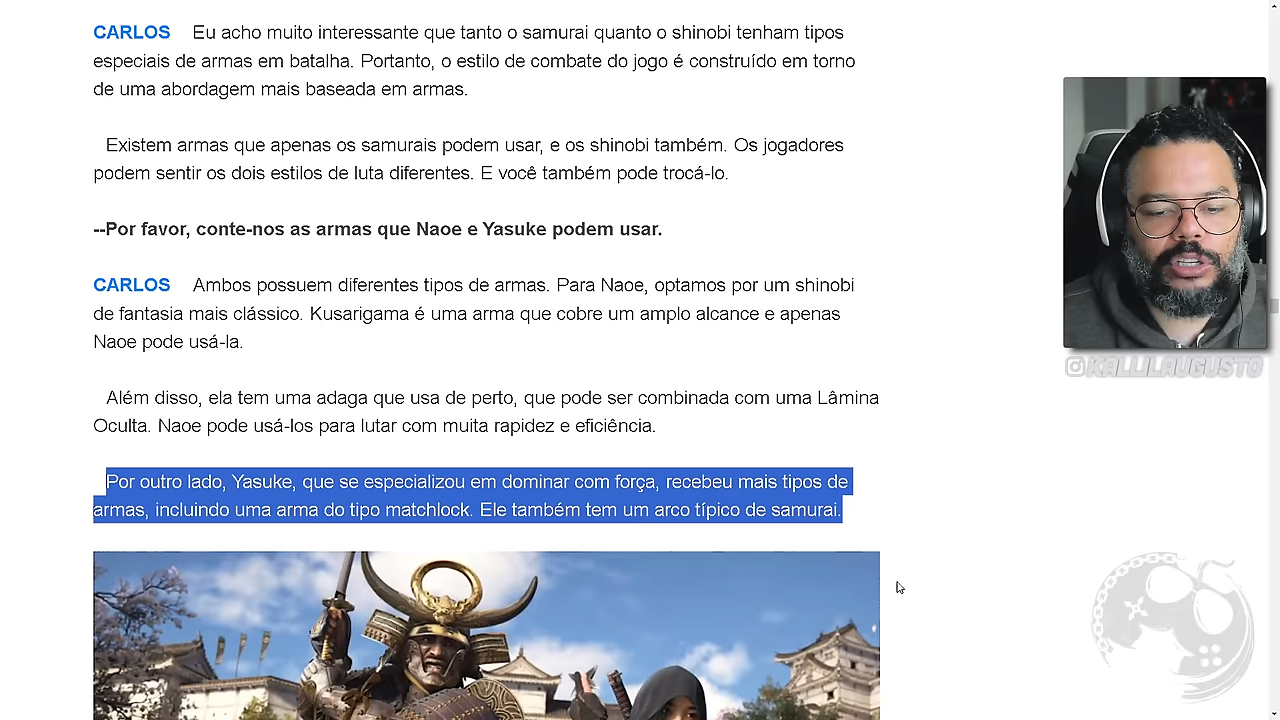 CARLOS Eu acho muito interessante que tanto o samurai quanto o shinobi tenham tipos
especiais de armas em batalha. Portanto, o estilo de combate do jogo é construído em torno
de uma abordagem mais baseada em armas.
Existem armas que apenas os samurais podem usar, e os shinobi também. Os jogadores
podem sentir os dois estilos de luta diferentes. E você também pode trocá-lo.
--Por favor, conte-nos as armas que Naoe e Yasuke podem usar.
CARLOS Ambos possuem diferentes tipos de armas. Para Naoe, optamos por um shinobi
de fantasia mais clássico. Kusarigama é uma arma que cobre um amplo alcance e apenas
Naoe pode usá-la.
Além disso, ela tem uma adaga que usa de perto, que pode ser combinada com uma Lâmina
Oculta. Naoe pode usá-los para lutar com muita rapidez e eficiência.
Por outro lado, Yasuke, que se especializou em dominar com força, recebeu mais tipos de
armas, incluindo uma arma do tipo matchlock. Ele também tem um arco típico de samurai.
KALLILAUGUSTO